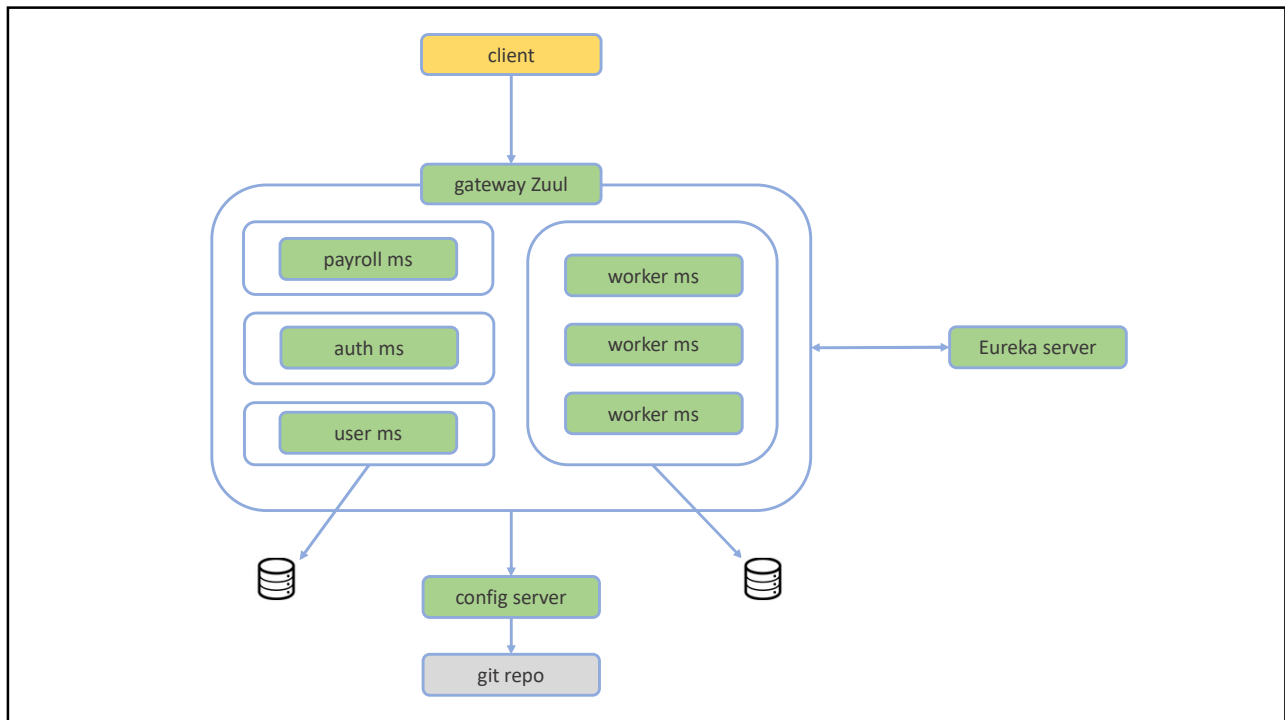 client
gateway Zuul
payroll ms
auth ms
user ms
worker ms
worker ms
worker ms
Eureka server
config server
git repo